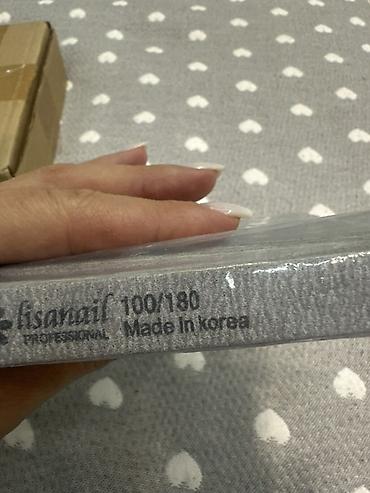 lisanail 100/180
PROFESSIONAL Made in korea